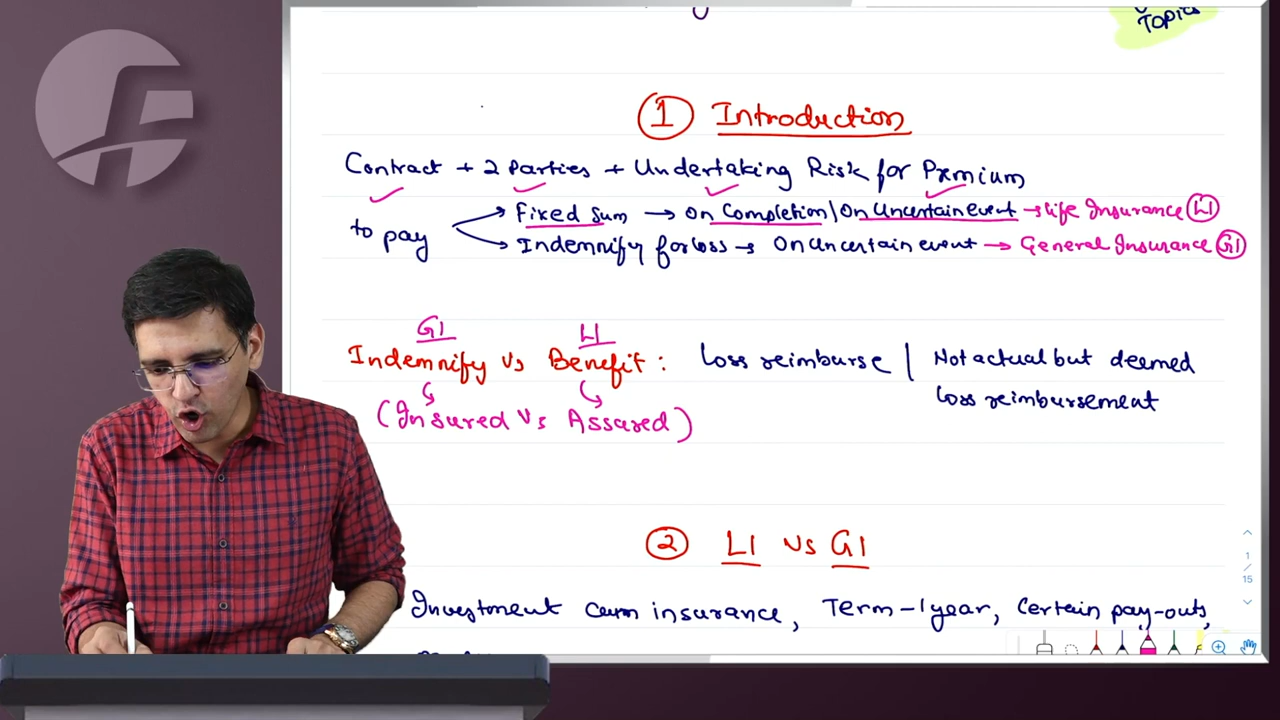 Topics
① Introduction
Contract + 2 Parties + Undertaking Risk for Premium
to pay
Fixed Sum → On Completion / On Uncertain event → Life Insurance (LI)
Indemnify for loss → On Uncertain event → General Insurance (GI)
GI LI
Indemnify Vs Benefit : Loss reimburse | Not actual but deemed
loss reimbursement
(Insured Vs Assured)
② LI Vs GI
Investment cum insurance, Term - 1 year, Certain pay-outs,
1
/
15